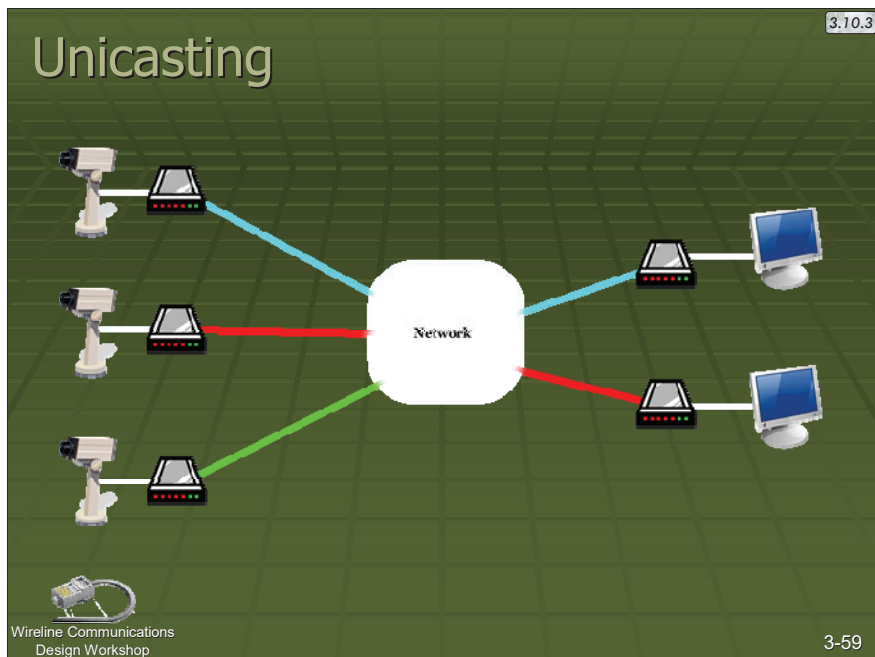 3.10.3
Unicasting
Network
Wireline Communications
Design Workshop
3-59